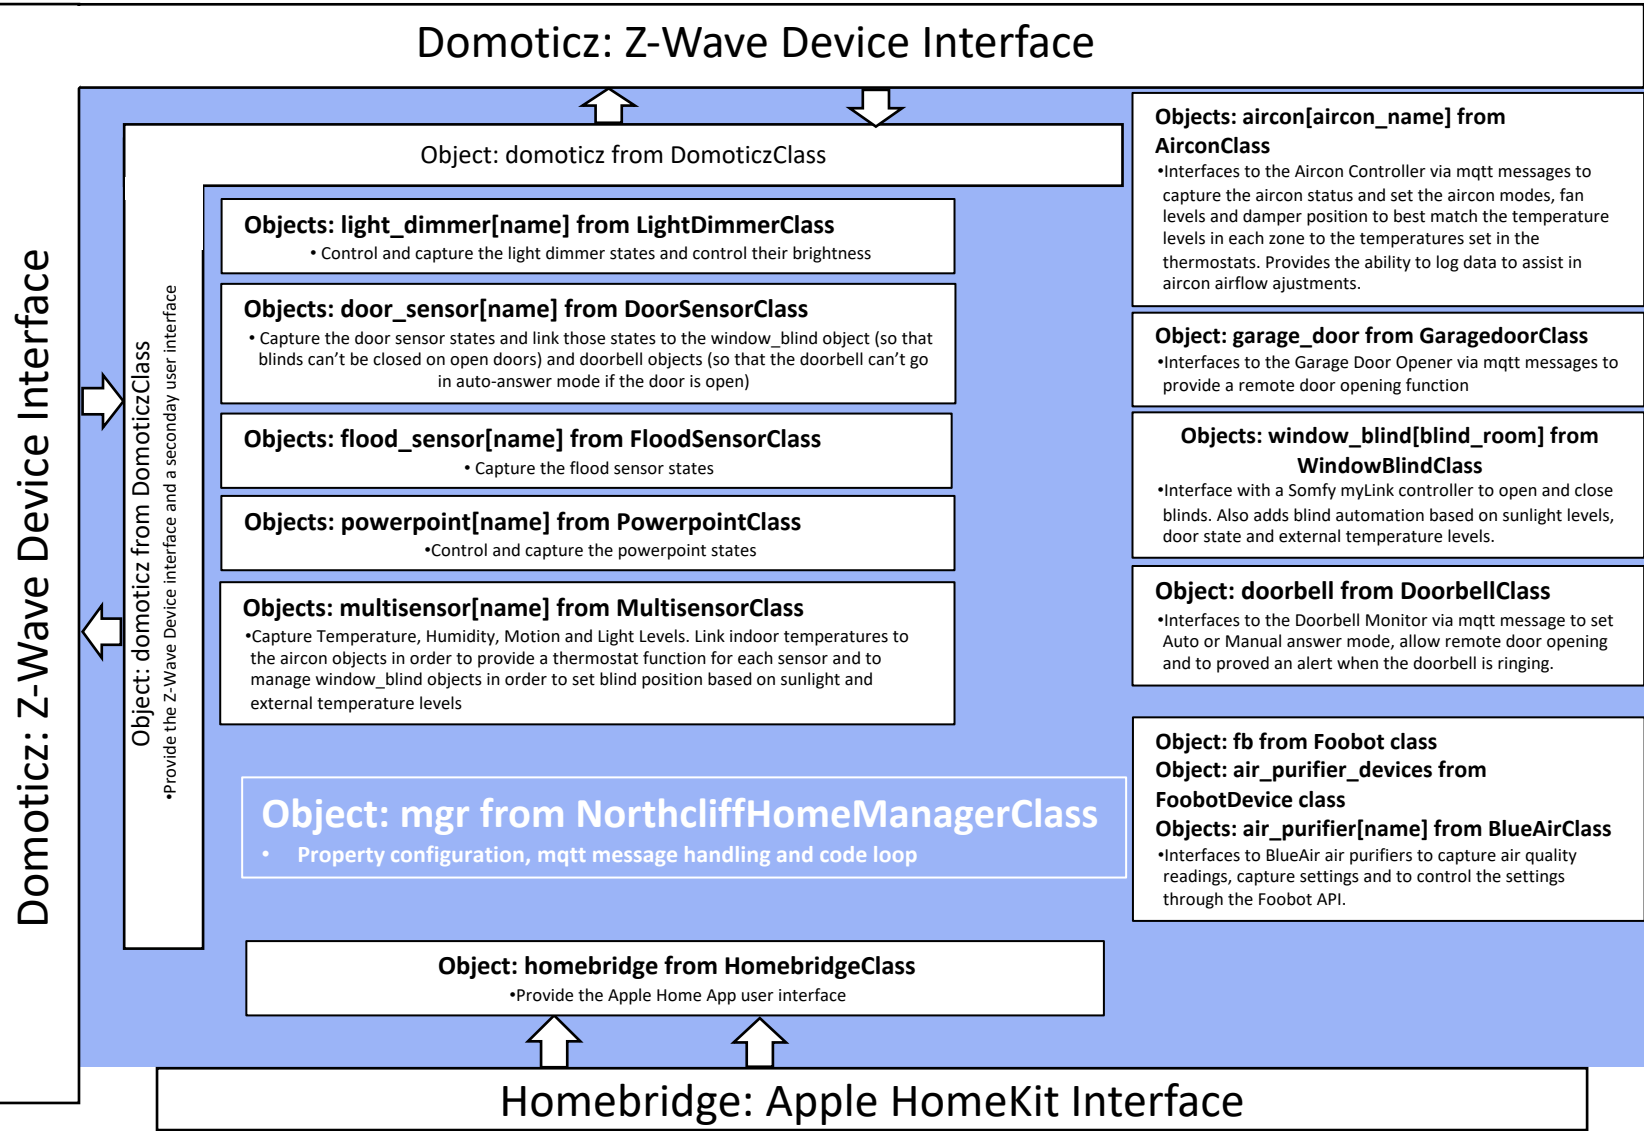 Domoticz: Z-Wave Device Interface
Domoticz: Z-Wave Device Interface
Object: domoticz from DomoticzClass
Object: domoticz from DomoticzClass
•Provide the Z-Wave Device interface and a seconday user interface
Objects: light_dimmer[name] from LightDimmerClass
• Control and capture the light dimmer states and control their brightness
Objects: door_sensor[name] from DoorSensorClass
• Capture the door sensor states and link those states to the window_blind object (so that
blinds can't be closed on open doors) and doorbell objects (so that the doorbell can't go
in auto-answer mode if the door is open)
Objects: flood_sensor[name] from FloodSensorClass
• Capture the flood sensor states
Objects: powerpoint[name] from PowerpointClass
•Control and capture the powerpoint states
Objects: multisensor[name] from MultisensorClass
•Capture Temperature, Humidity, Motion and Light Levels. Link indoor temperatures to
the aircon objects in order to provide a thermostat function for each sensor and to
manage window_blind objects in order to set blind position based on sunlight and
external temperature levels
Object: mgr from NorthcliffHomeManagerClass
• Property configuration, mqtt message handling and code loop
Object: homebridge from HomebridgeClass
•Provide the Apple Home App user interface
Objects: aircon[aircon_name] from
AirconClass
•Interfaces to the Aircon Controller via mqtt messages to
capture the aircon status and set the aircon modes, fan
levels and damper position to best match the temperature
levels in each zone to the temperatures set in the
thermostats. Provides the ability to log data to assist in
aircon airflow ajustments.
Object: garage_door from GaragedoorClass
•Interfaces to the Garage Door Opener via mqtt messages to
provide a remote door opening function
Objects: window_blind[blind_room] from
WindowBlindClass
•Interface with a Somfy myLink controller to open and close
blinds. Also adds blind automation based on sunlight levels,
door state and external temperature levels.
Object: doorbell from DoorbellClass
•Interfaces to the Doorbell Monitor via mqtt message to set
Auto or Manual answer mode, allow remote door opening
and to proved an alert when the doorbell is ringing.
Object: fb from Foobot class
Object: air_purifier_devices from
FoobotDevice class
Objects: air_purifier[name] from BlueAirClass
•Interfaces to BlueAir air purifiers to capture air quality
readings, capture settings and to control the settings
through the Foobot API.
Homebridge: Apple HomeKit Interface